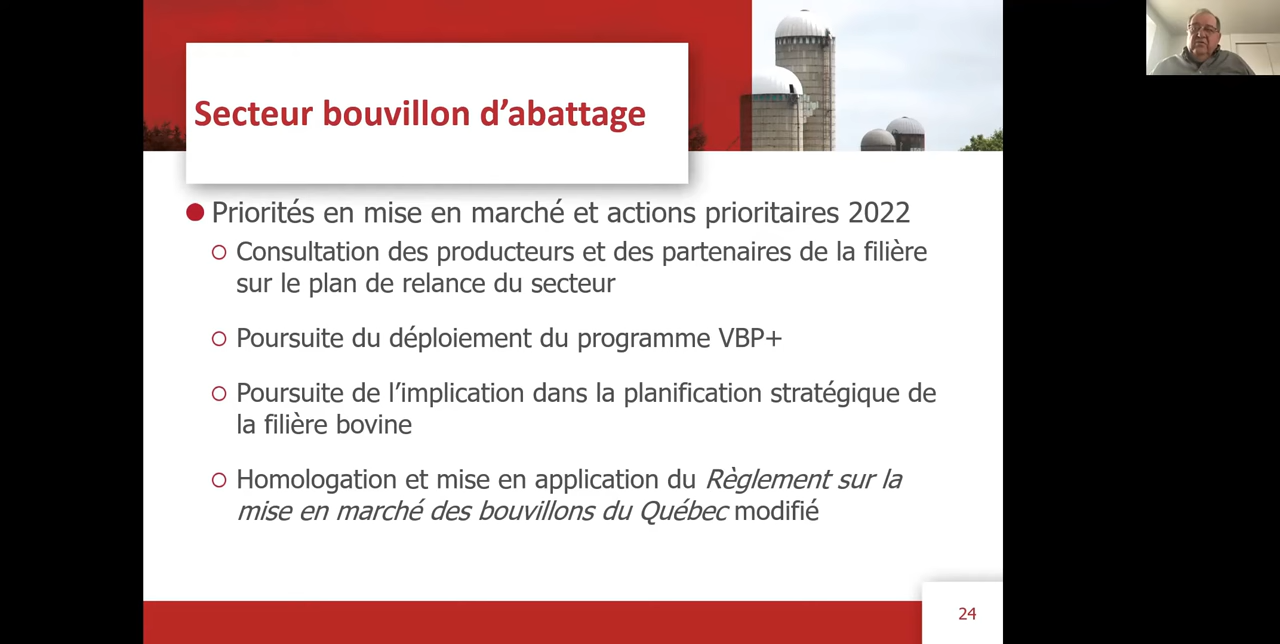 Secteur bouvillon d’abattage
Priorités en mise en marché et actions prioritaires 2022
Consultation des producteurs et des partenaires de la filière
sur le plan de relance du secteur
Poursuite du déploiement du programme VBP+
Poursuite de l’implication dans la planification stratégique de
la filière bovine
Homologation et mise en application du Règlement sur la
mise en marché des bouvillons du Québec modifié
24